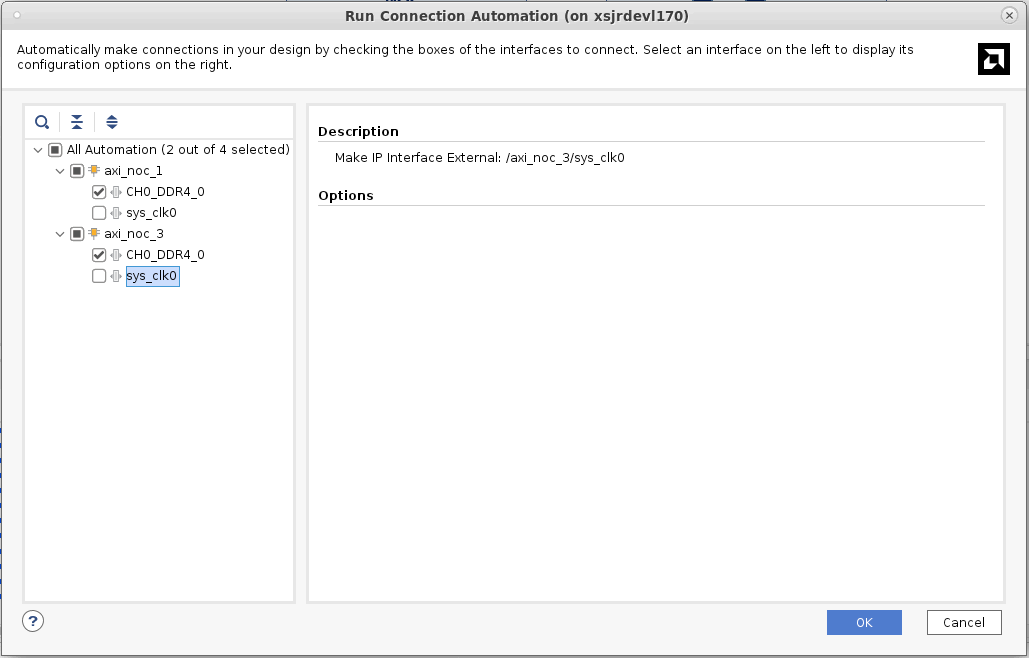 Run Connection Automation (on xsjrdevl170)
Automatically make connections in your design by checking the boxes of the interfaces to connect. Select an interface on the left to display its
configuration options on the right.
All Automation (2 out of 4 selected)
axi_noc_1
CH0_DDR4_0
sys_clk0
axi_noc_3
CH0_DDR4_0
sys_clk0
Description
Make IP Interface External: /axi_noc_3/sys_clk0
Options
?
OK
Cancel